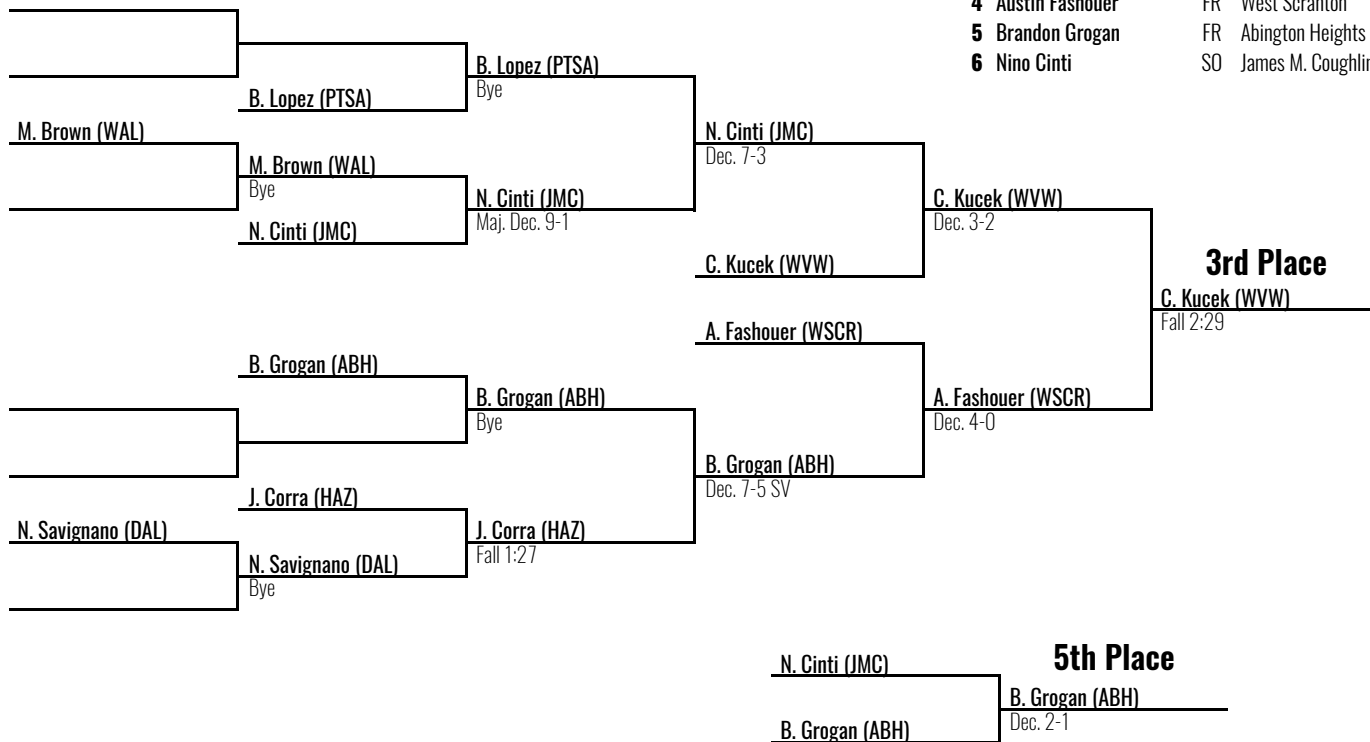 4 Austin Fashouer FR West Scranton
5 Brandon Grogan FR Abington Heights
6 Nino Cinti SO James M. Coughlin
B. Lopez (PTSA)
Bye
B. Lopez (PTSA)
M. Brown (WAL)
N. Cinti (JMC)
Dec. 7-3
M. Brown (WAL)
Bye
N. Cinti (JMC)
Maj. Dec. 9-1
C. Kucek (WVW)
Dec. 3-2
N. Cinti (JMC)
C. Kucek (WVW)
3rd Place
C. Kucek (WVW)
Fall 2:29
A. Fashouer (WSCR)
B. Grogan (ABH)
B. Grogan (ABH)
Bye
A. Fashouer (WSCR)
Dec. 4-0
B. Grogan (ABH)
Dec. 7-5 SV
J. Corra (HAZ)
N. Savignano (DAL)
J. Corra (HAZ)
Fall 1:27
N. Savignano (DAL)
Bye
5th Place
N. Cinti (JMC)
B. Grogan (ABH)
Dec. 2-1
B. Grogan (ABH)